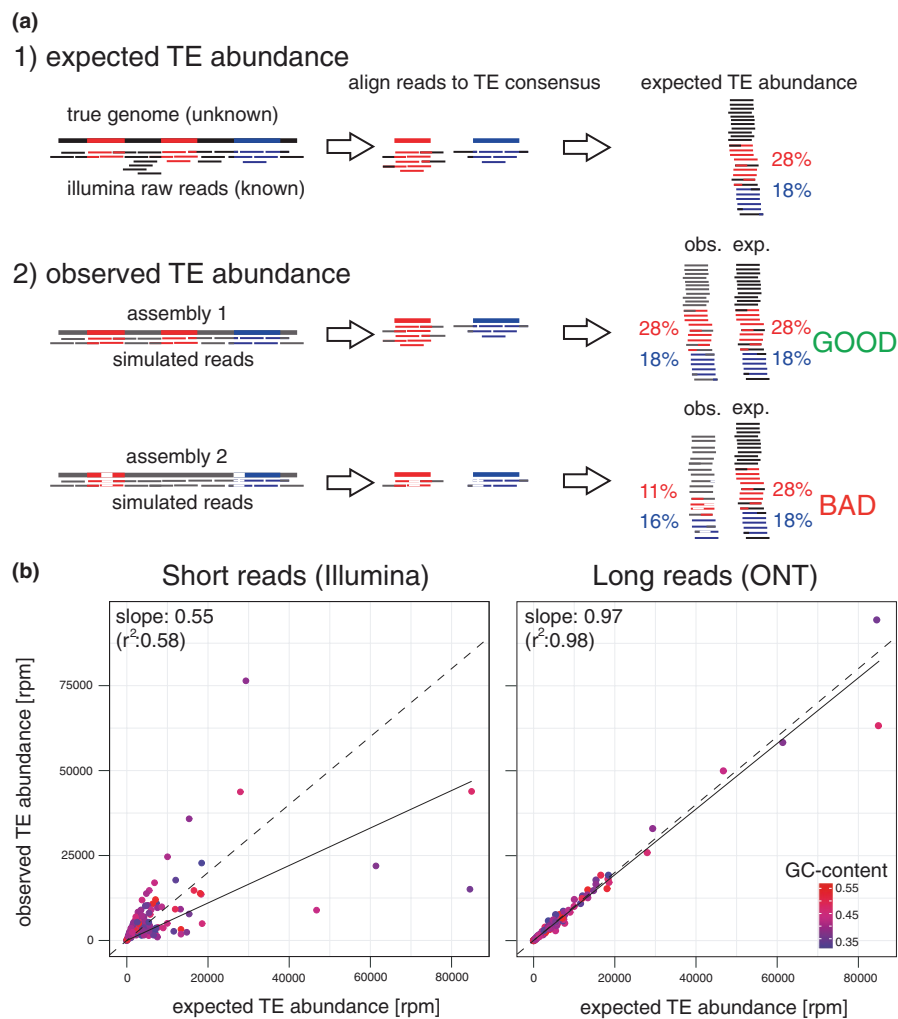 (a)
1) expected TE abundance
align reads to TE consensus
expected TE abundance
true genome (unknown)
illumina raw reads (known)
28%
18%
2) observed TE abundance
obs. exp.
assembly 1
simulated reads
28%
18%
28%
18%
GOOD
obs. exp.
assembly 2
simulated reads
11%
16%
28%
18%
BAD
(b)
Short reads (Illumina)
Long reads (ONT)
slope: 0.55
(r²:0.58)
slope: 0.97
(r²:0.98)
observed TE abundance [rpm]
75000
50000
25000
0
GC-content
0.55
0.45
0.35
0 20000 40000 60000 80000
0 20000 40000 60000 80000
expected TE abundance [rpm]
expected TE abundance [rpm]